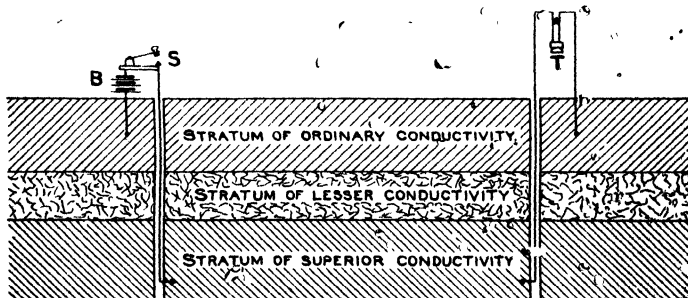 S
B
T
STRATUM OF ORDINARY CONDUCTIVITY
STRATUM OF LESSER CONDUCTIVITY
STRATUM OF SUPERIOR CONDUCTIVITY